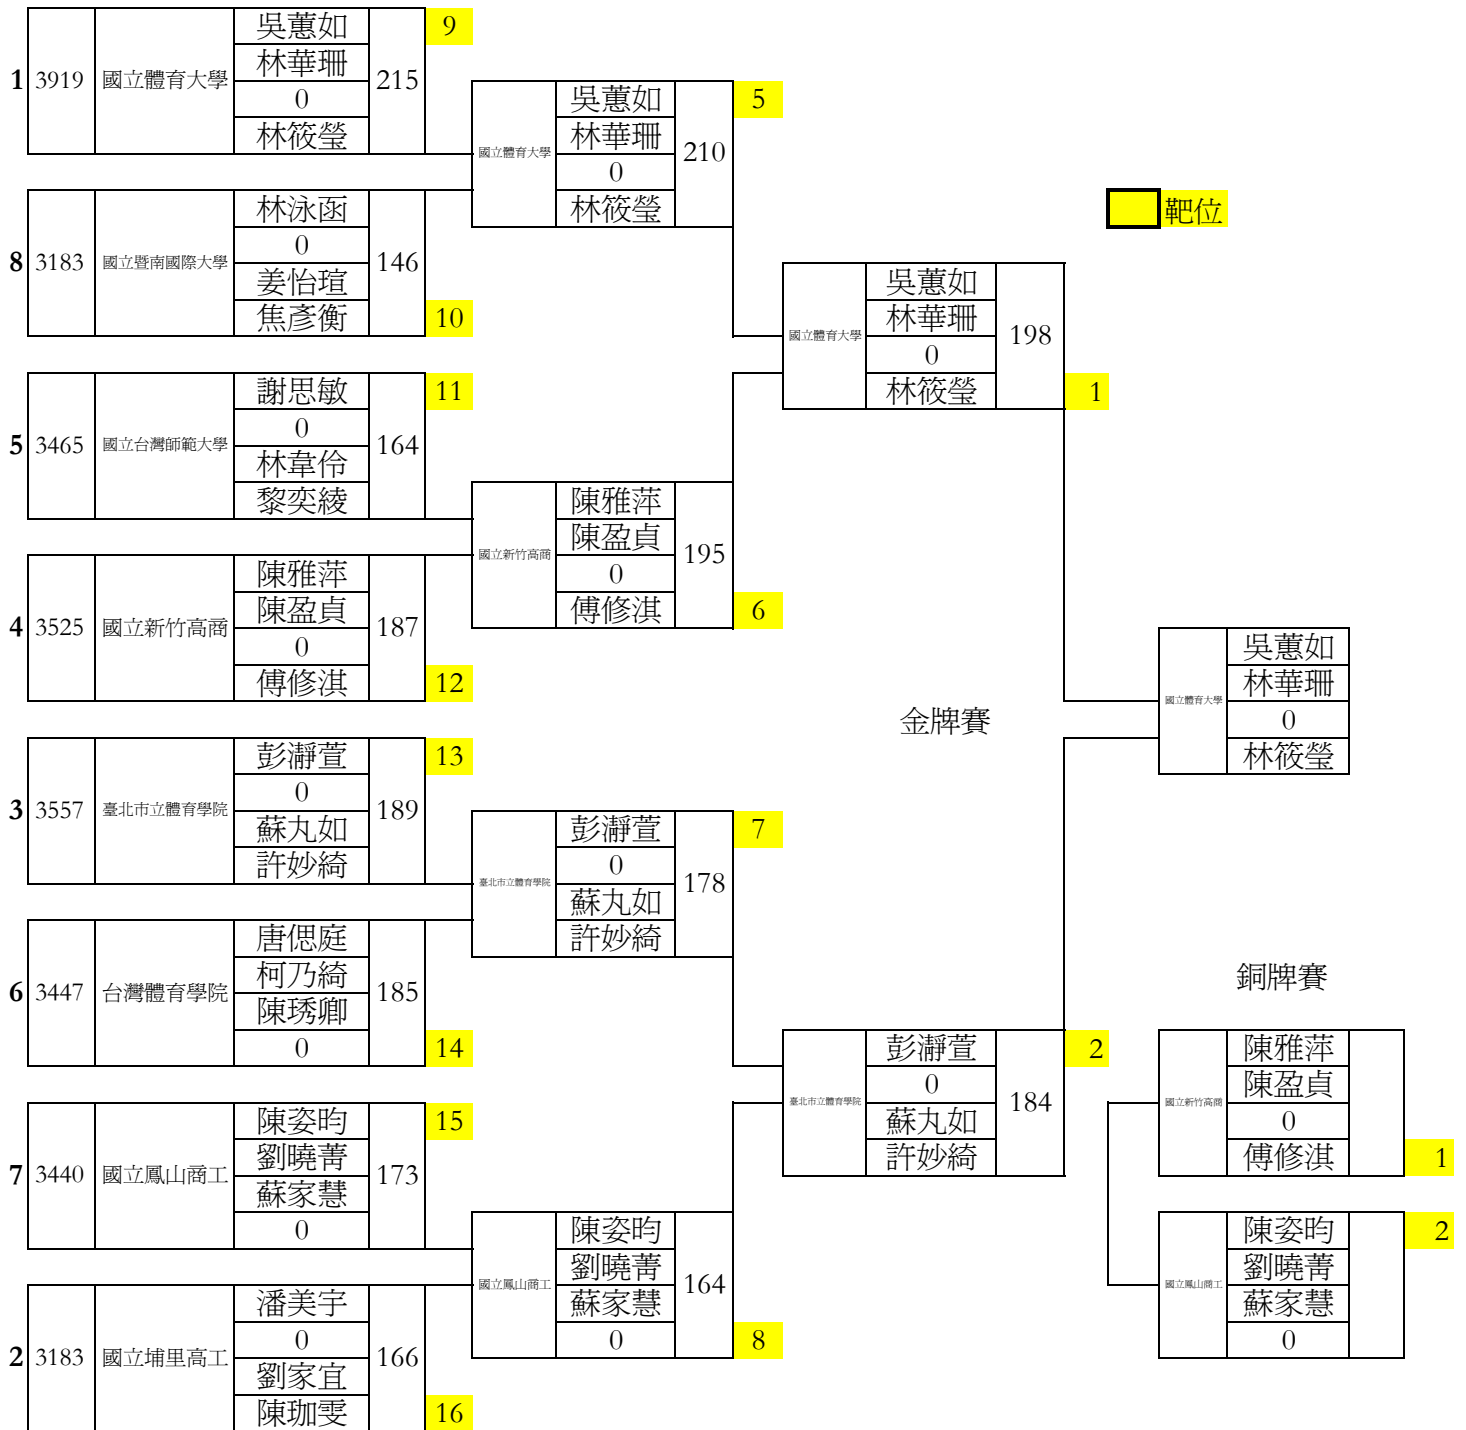 1 3919 國立體育大學 吳蕙如 林華珊 0 林筱瑩 215 9
8 3183 國立暨南國際大學 林泳函 0 姜怡瑄 焦彥衡 146 10
5 3465 國立台灣師範大學 謝思敏 0 林韋伶 黎奕綾 164 11
4 3525 國立新竹高商 陳雅萍 陳盈貞 0 傅修淇 187 12
3 3557 臺北市立體育學院 彭瀞萱 0 蘇丸如 許妙綺 189 13
6 3447 台灣體育學院 唐偲庭 柯乃綺 陳琇卿 0 185 14
7 3440 國立鳳山商工 陳姿昀 劉曉菁 蘇家慧 0 173 15
2 3183 國立埔里高工 潘美宇 0 劉家宜 陳珈雯 166 16
國立體育大學 吳蕙如 林華珊 0 林筱瑩 210 5
國立新竹高商 陳雅萍 陳盈貞 0 傅修淇 195 6
臺北市立體育學院 彭瀞萱 0 蘇丸如 許妙綺 178 7
國立鳳山商工 陳姿昀 劉曉菁 蘇家慧 0 164 8
靶位
國立體育大學 吳蕙如 林華珊 0 林筱瑩 198 1
臺北市立體育學院 彭瀞萱 0 蘇丸如 許妙綺 184 2
金牌賽
國立體育大學 吳蕙如 林華珊 0 林筱瑩
銅牌賽
國立新竹高商 陳雅萍 陳盈貞 0 傅修淇 1
國立鳳山商工 陳姿昀 劉曉菁 蘇家慧 0 2